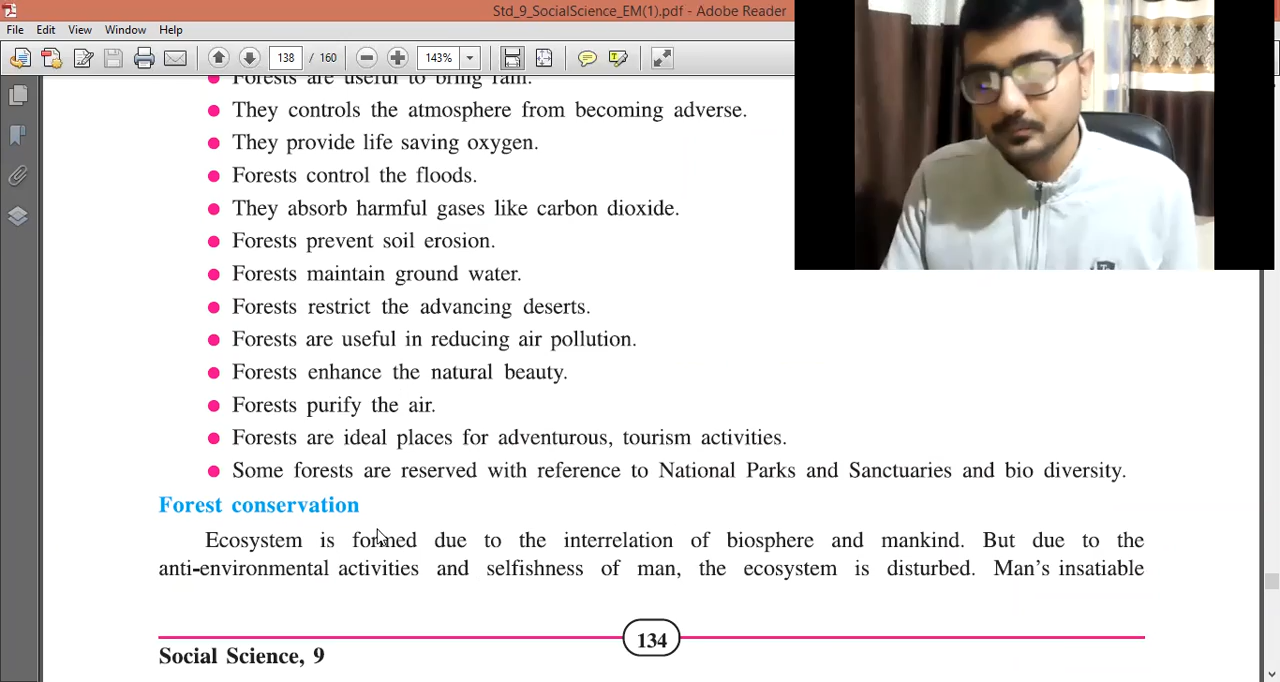 Std_9_SocialScience_EM(1).pdf - Adobe Reader
File Edit View Window Help
138 / 160 143%
Forests are useful to bring rain.
They controls the atmosphere from becoming adverse.
They provide life saving oxygen.
Forests control the floods.
They absorb harmful gases like carbon dioxide.
Forests prevent soil erosion.
Forests maintain ground water.
Forests restrict the advancing deserts.
Forests are useful in reducing air pollution.
Forests enhance the natural beauty.
Forests purify the air.
Forests are ideal places for adventurous, tourism activities.
Some forests are reserved with reference to National Parks and Sanctuaries and bio diversity.
Forest conservation
Ecosystem is formed due to the interrelation of biosphere and mankind. But due to the
anti-environmental activities and selfishness of man, the ecosystem is disturbed. Man's insatiable
134
Social Science, 9